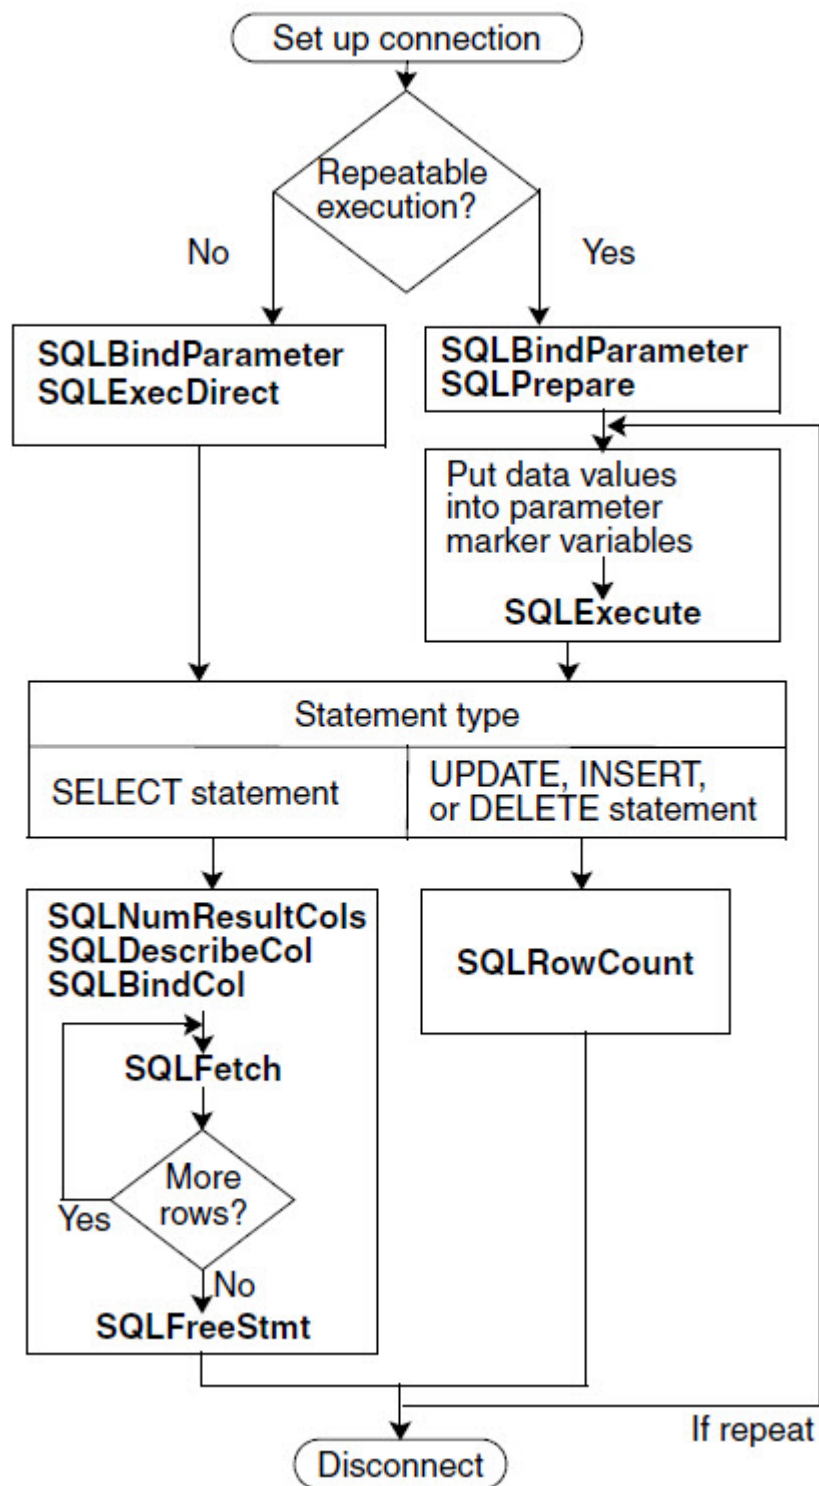 Set up connection
Repeatable
execution?
No
Yes
SQLBindParameter
SQLExecDirect
SQLBindParameter
SQLPrepare
Put data values
into parameter
marker variables
SQLExecute
Statement type
SELECT statement
UPDATE, INSERT,
or DELETE statement
SQLNumResultCols
SQLDescribeCol
SQLBindCol
SQLFetch
More
rows?
Yes
No
SQLFreeStmt
SQLRowCount
If repeat
Disconnect